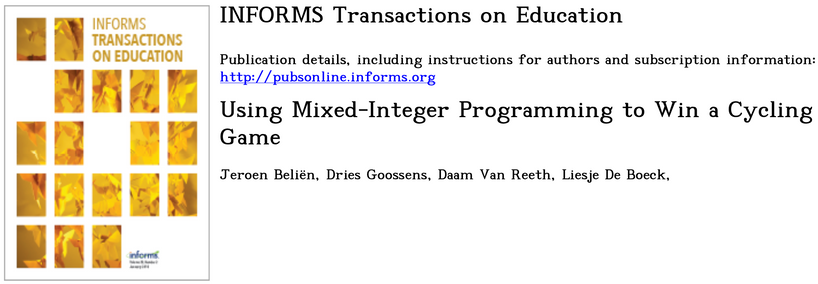 INFORMS
TRANSACTIONS
ON EDUCATION
informs
INFORMS Transactions on Education
Publication details, including instructions for authors and subscription information:
http://pubsonline.informs.org
Using Mixed-Integer Programming to Win a Cycling
Game
Jeroen Beliën, Dries Goossens, Daam Van Reeth, Liesje De Boeck,